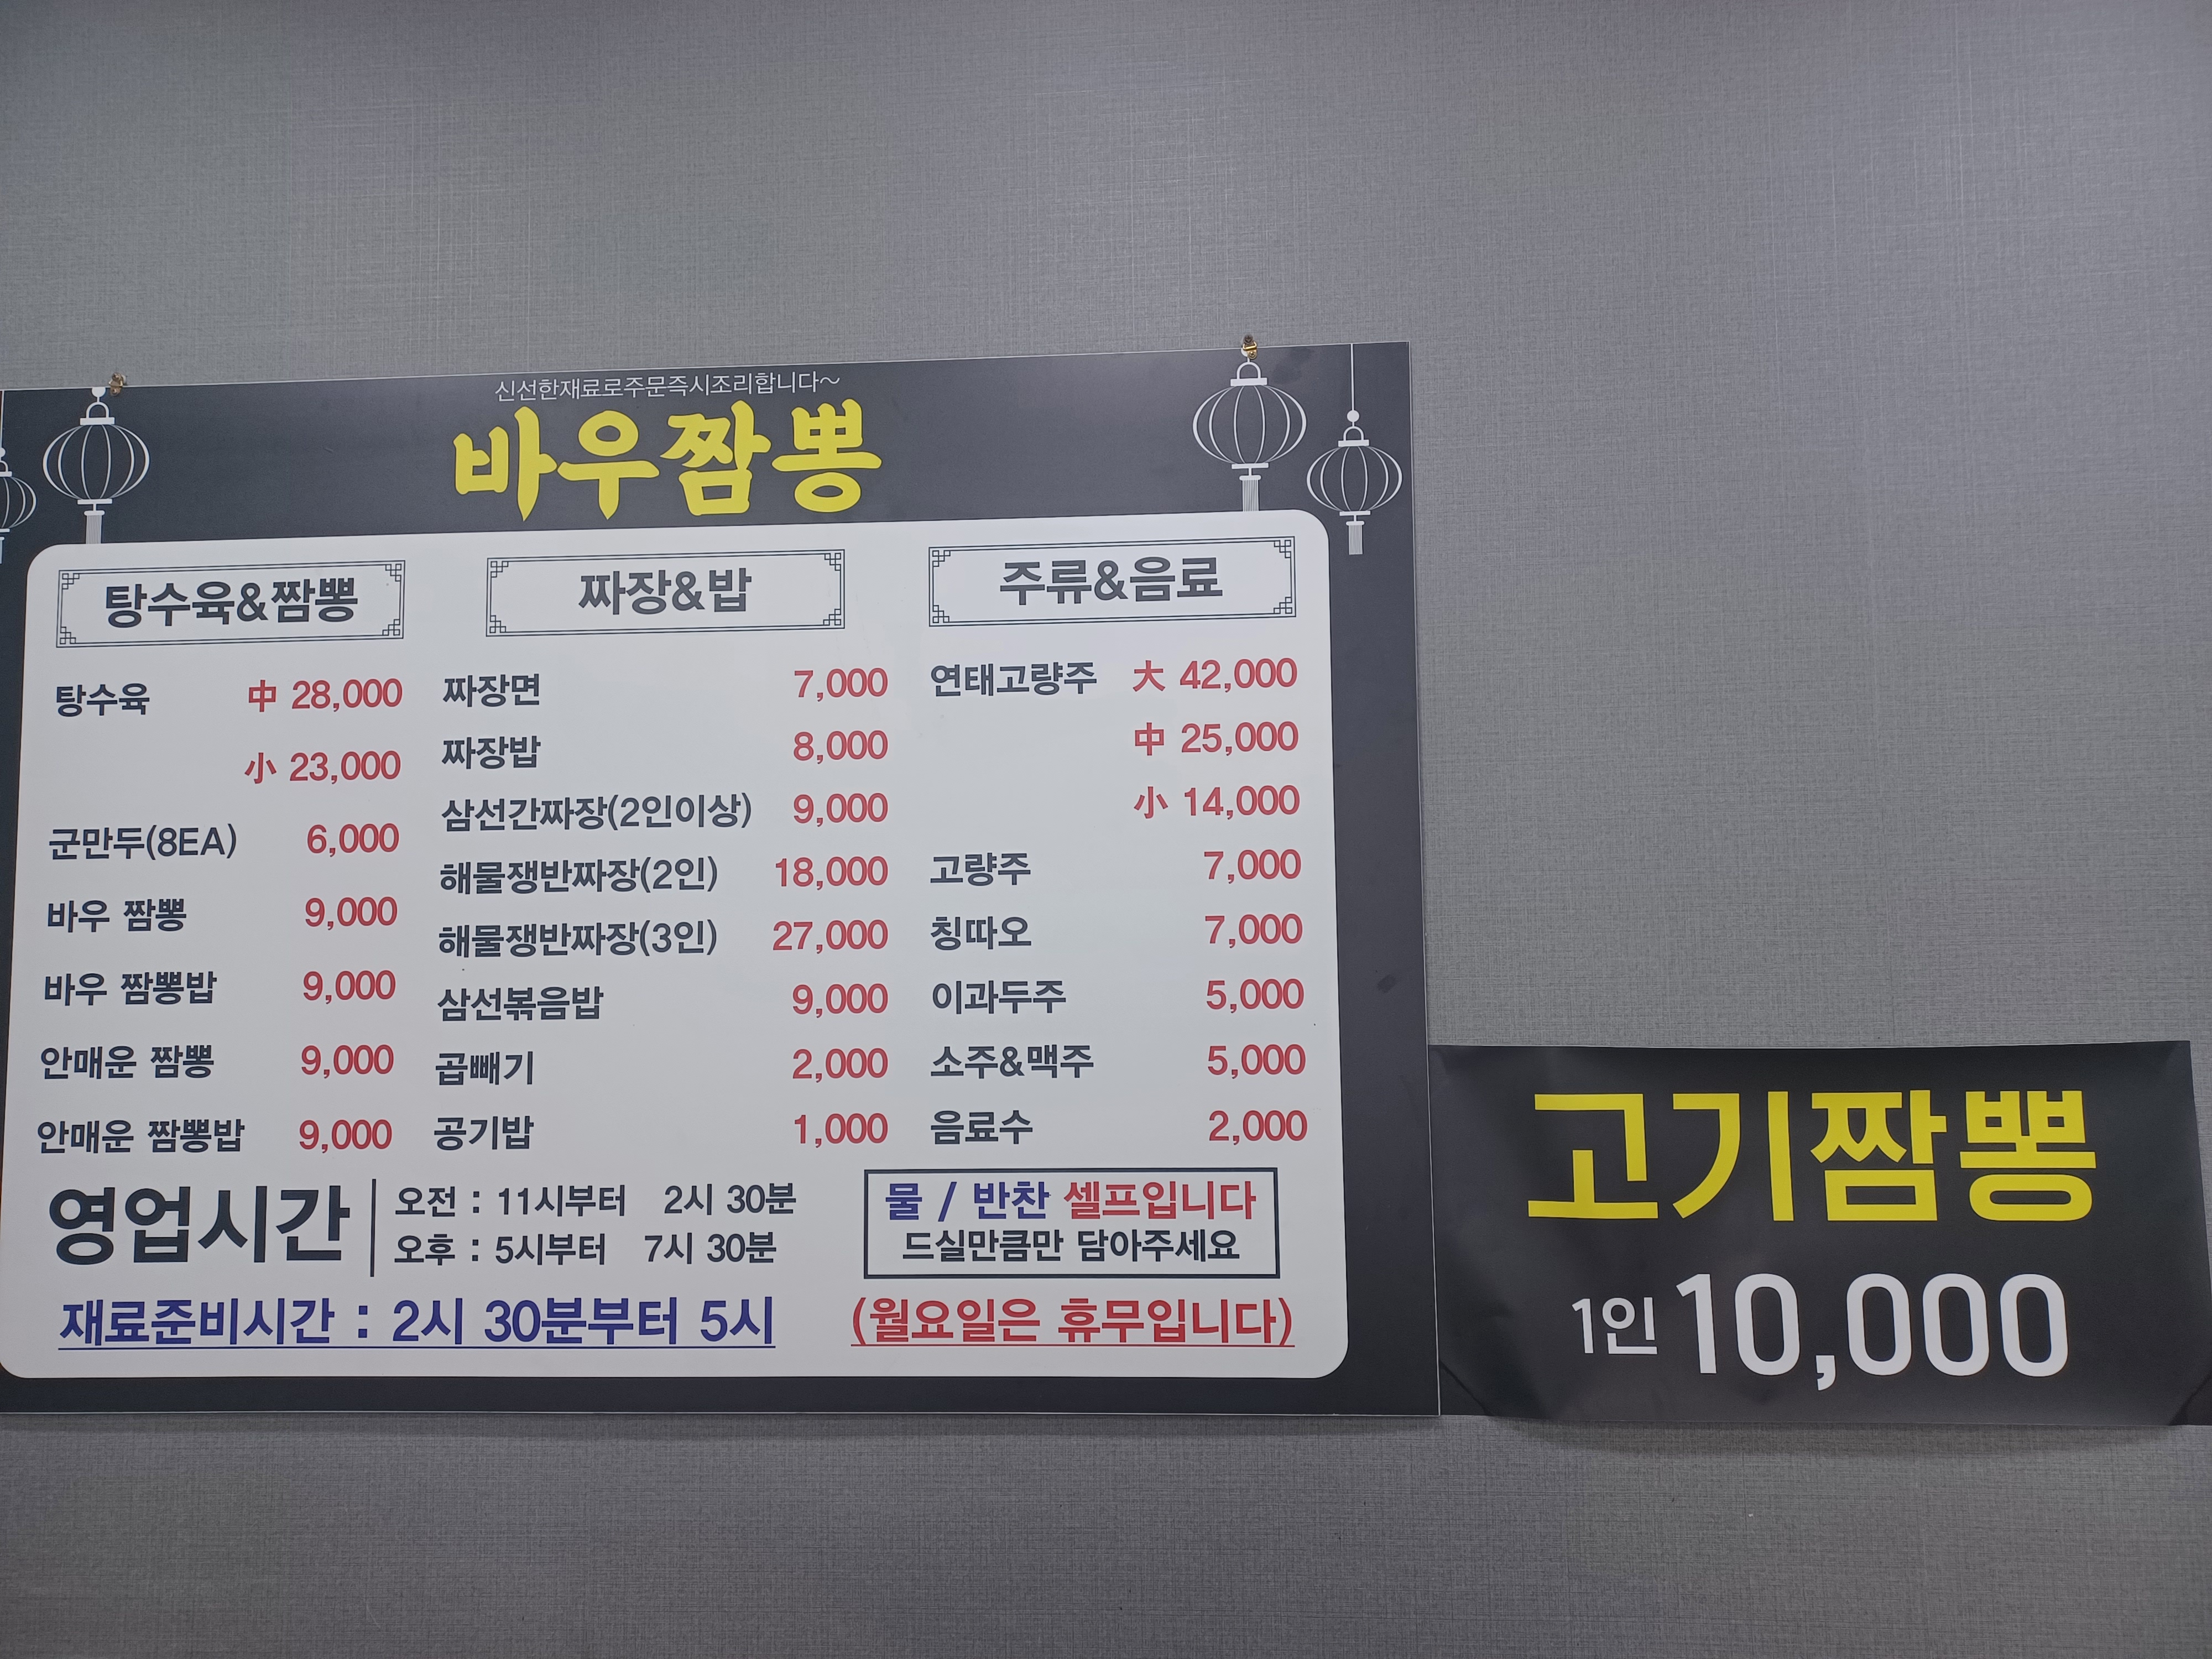 신선한재료로주문즉시조리합니다~
바우짬뽕
탕수육&짬뽕
탕수육 中 28,000
小 23,000
군만두(8EA) 6,000
바우 짬뽕 9,000
바우 짬뽕밥 9,000
안매운 짬뽕 9,000
안매운 짬뽕밥 9,000
짜장&밥
짜장면 7,000
짜장밥 8,000
삼선간짜장(2인이상) 9,000
해물쟁반짜장(2인) 18,000
해물쟁반짜장(3인) 27,000
삼선볶음밥 9,000
곱빼기 2,000
공기밥 1,000
주류&음료
연태고량주 大 42,000
中 25,000
小 14,000
고량주 7,000
칭따오 7,000
이과두주 5,000
소주&맥주 5,000
음료수 2,000
영업시간
오전 : 11시부터 2시 30분
오후 : 5시부터 7시 30분
물 / 반찬 셀프입니다
드실만큼만 담아주세요
재료준비시간 : 2시 30분부터 5시
(월요일은 휴무입니다)
고기짬뽕
1인 10,000